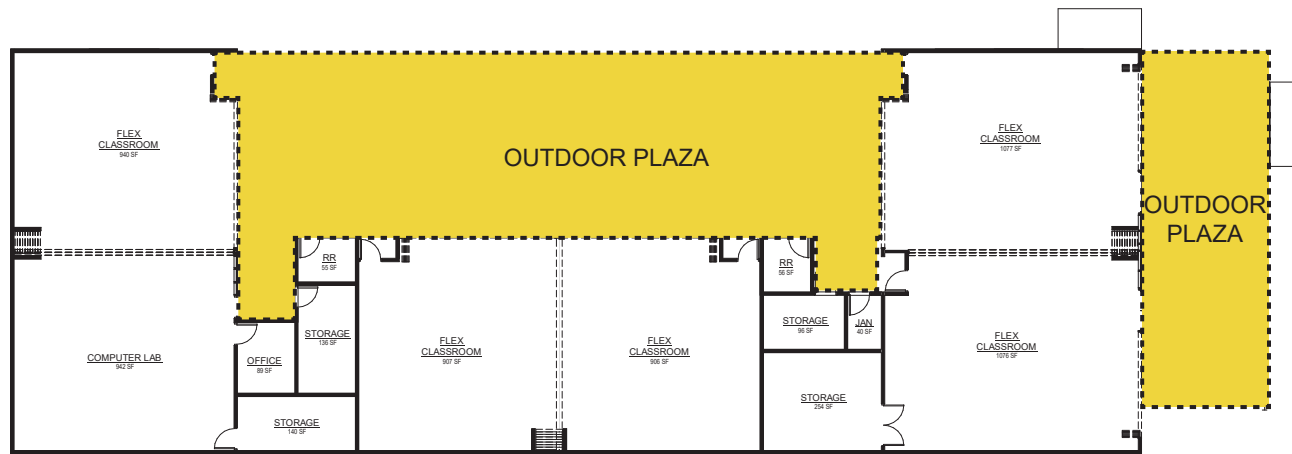 FLEX
CLASSROOM
940 SF
COMPUTER LAB
942 SF
OUTDOOR PLAZA
RR
55 SF
STORAGE
136 SF
OFFICE
89 SF
STORAGE
140 SF
FLEX
CLASSROOM
907 SF
FLEX
CLASSROOM
906 SF
RR
56 SF
STORAGE
96 SF
JAN
40 SF
STORAGE
254 SF
FLEX
CLASSROOM
1077 SF
FLEX
CLASSROOM
1076 SF
OUTDOOR
PLAZA